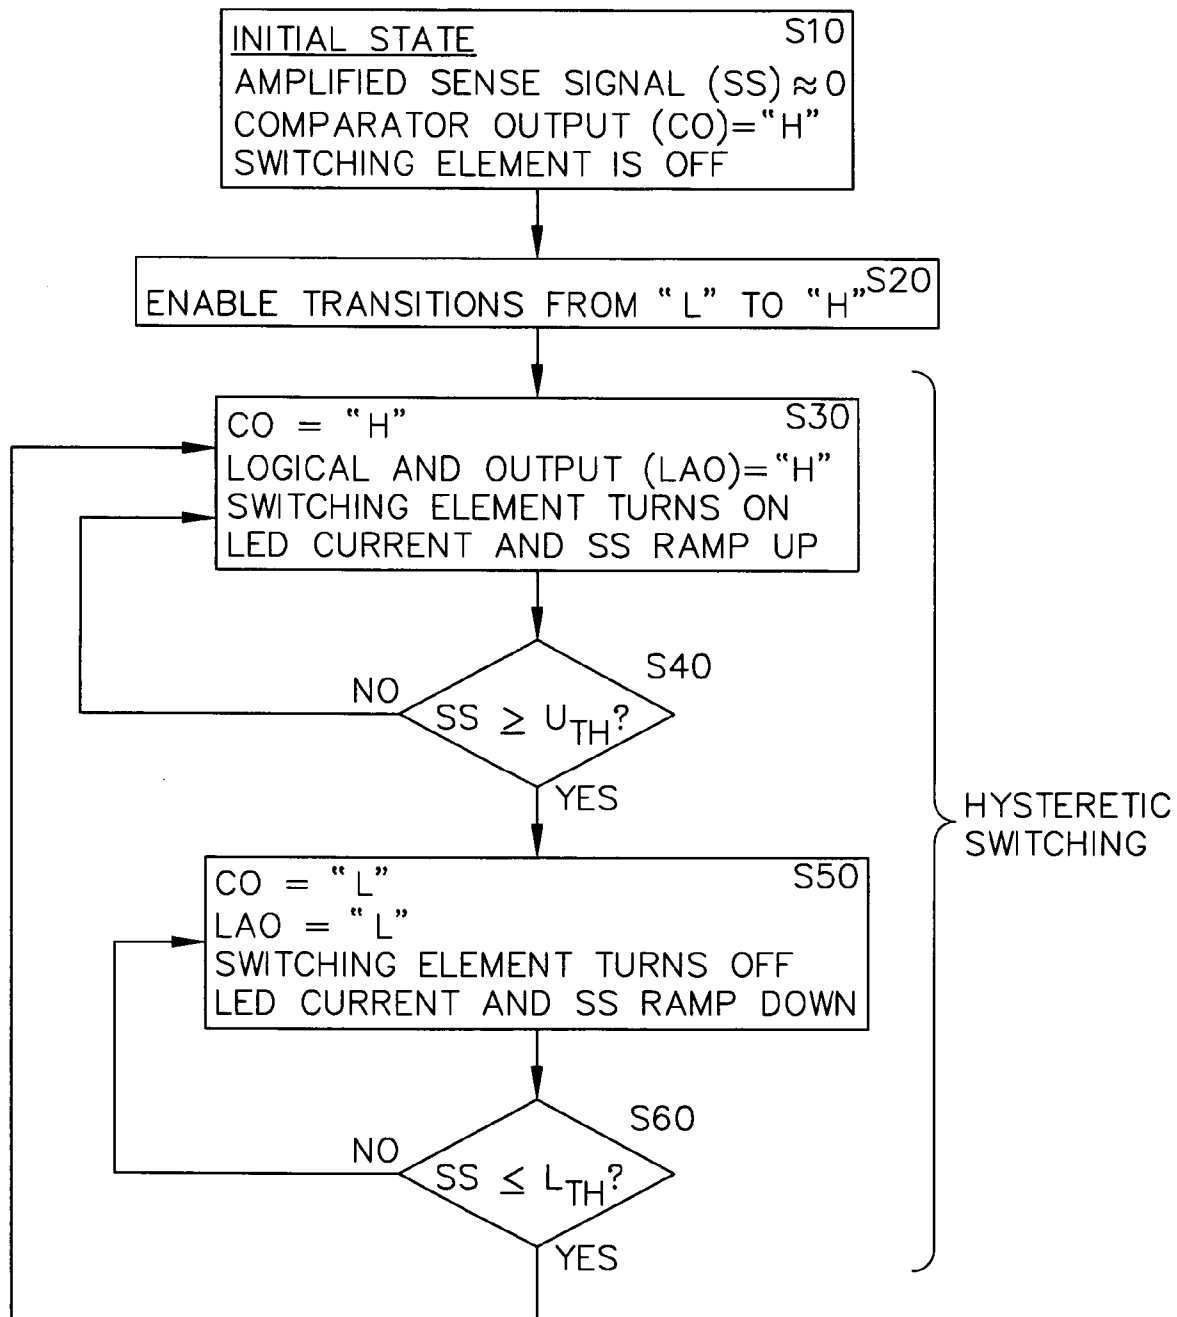 S10
INITIAL STATE
AMPLIFIED SENSE SIGNAL (SS) ≈ 0
COMPARATOR OUTPUT (CO)="H"
SWITCHING ELEMENT IS OFF
S20
ENABLE TRANSITIONS FROM "L" TO "H"
S30
CO = "H"
LOGICAL AND OUTPUT (LAO)="H"
SWITCHING ELEMENT TURNS ON
LED CURRENT AND SS RAMP UP
S40
NO
SS ≥ U_TH?
YES
HYSTERETIC
SWITCHING
S50
CO = "L"
LAO = "L"
SWITCHING ELEMENT TURNS OFF
LED CURRENT AND SS RAMP DOWN
S60
NO
SS ≤ L_TH?
YES